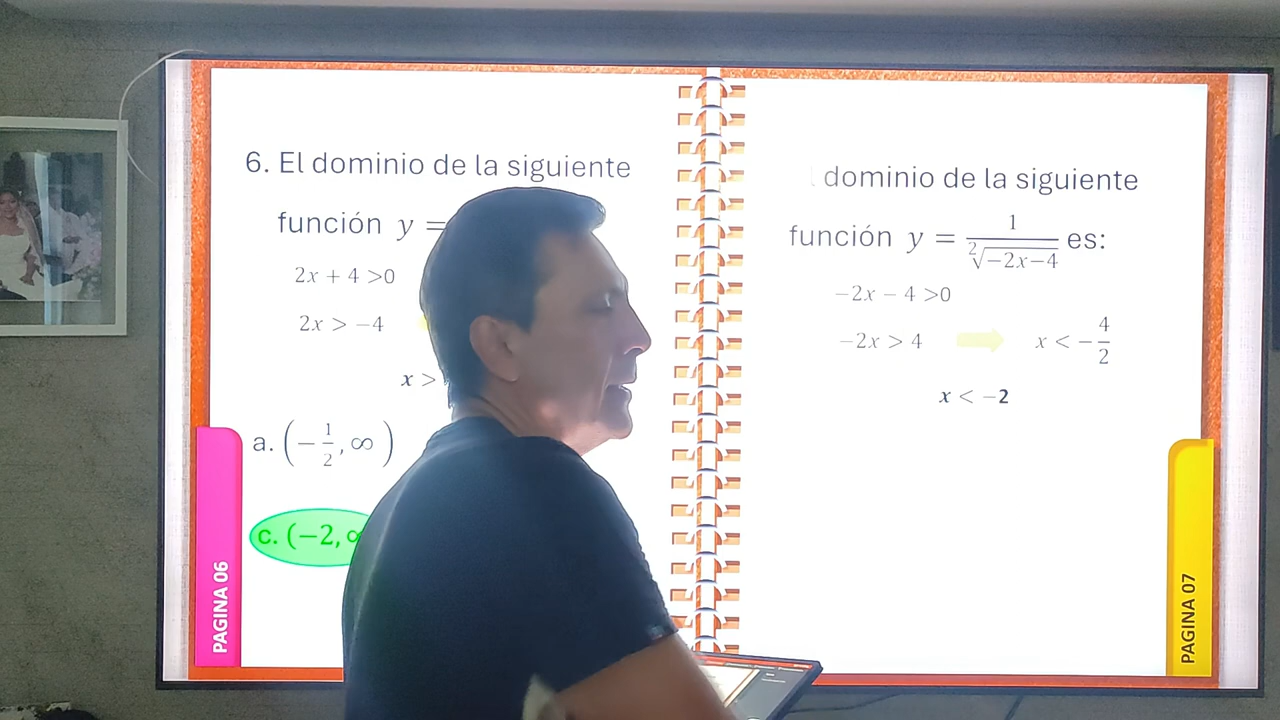 6. El dominio de la siguiente
función y =
2x + 4 >0
2x > −4
x >
a. (−1/2, ∞)
c. (−2, ∞
PAGINA 06
dominio de la siguiente
función y = 1/²√−2x−4 es:
−2x − 4 >0
−2x > 4
x < −4/2
x < −2
PAGINA 07